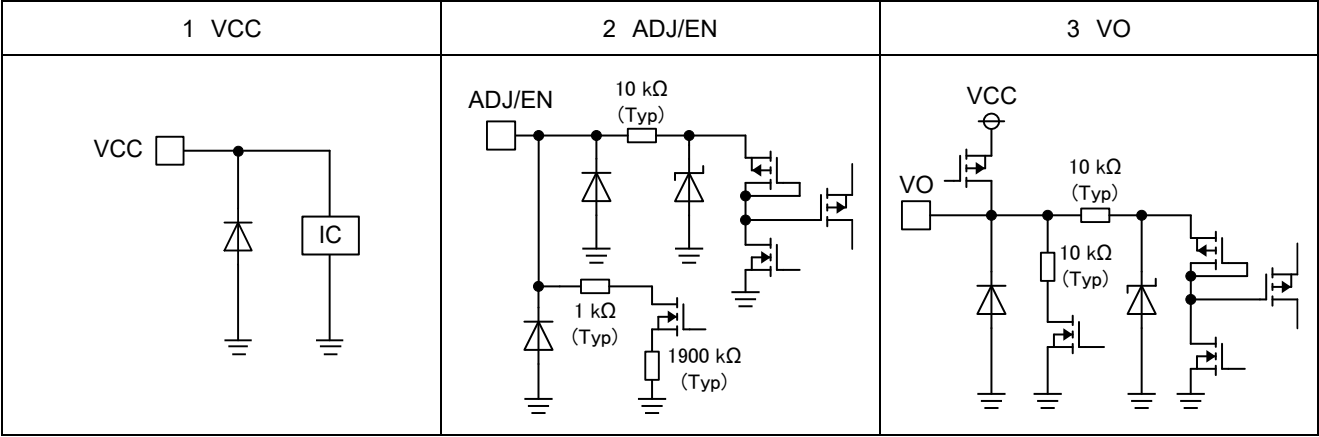 1 VCC
2 ADJ/EN
3 VO
VCC
IC
ADJ/EN
10 kΩ
(Typ)
1 kΩ
(Typ)
1900 kΩ
(Typ)
VCC
VO
10 kΩ
(Typ)
10 kΩ
(Typ)